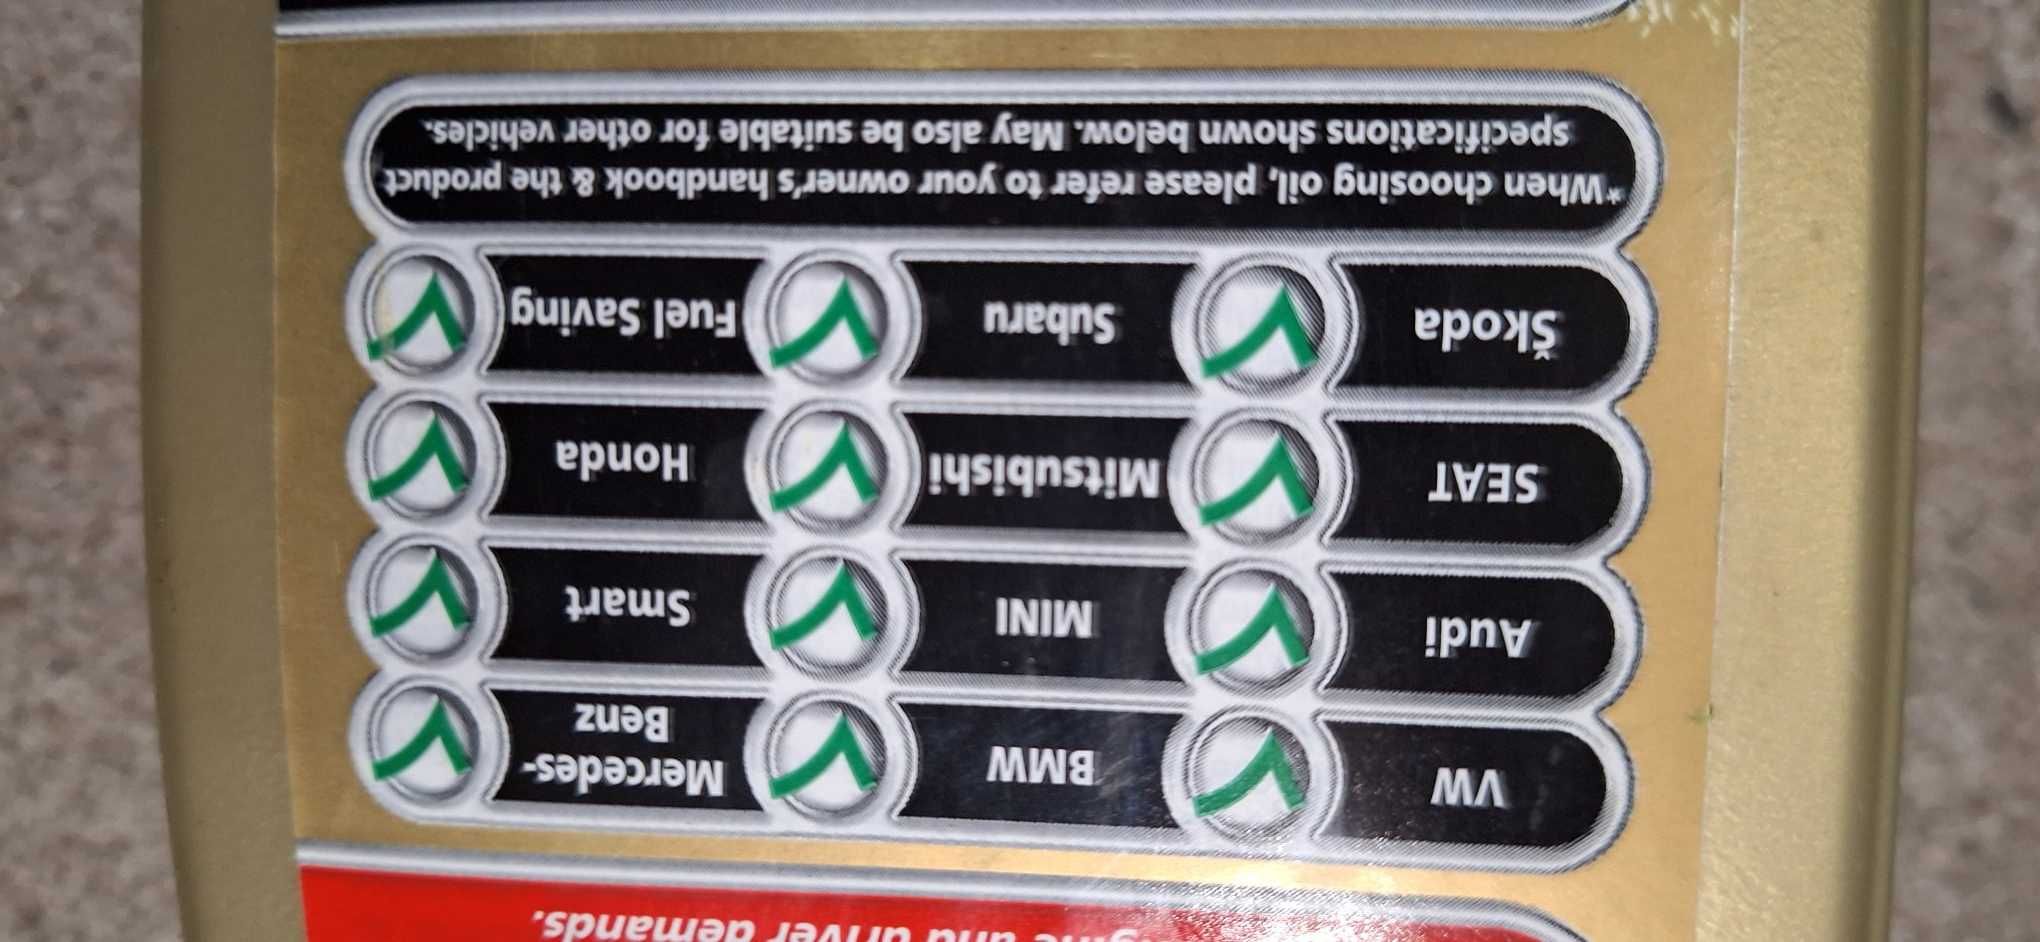 and driver demands.
VW
BMW
Mercedes-
Benz
Audi
MINI
Smart
SEAT
Mitsubishi
Honda
Škoda
Subaru
Fuel Saving
*When choosing oil, please refer to your owner's handbook & the product
specifications shown below. May also be suitable for other vehicles.